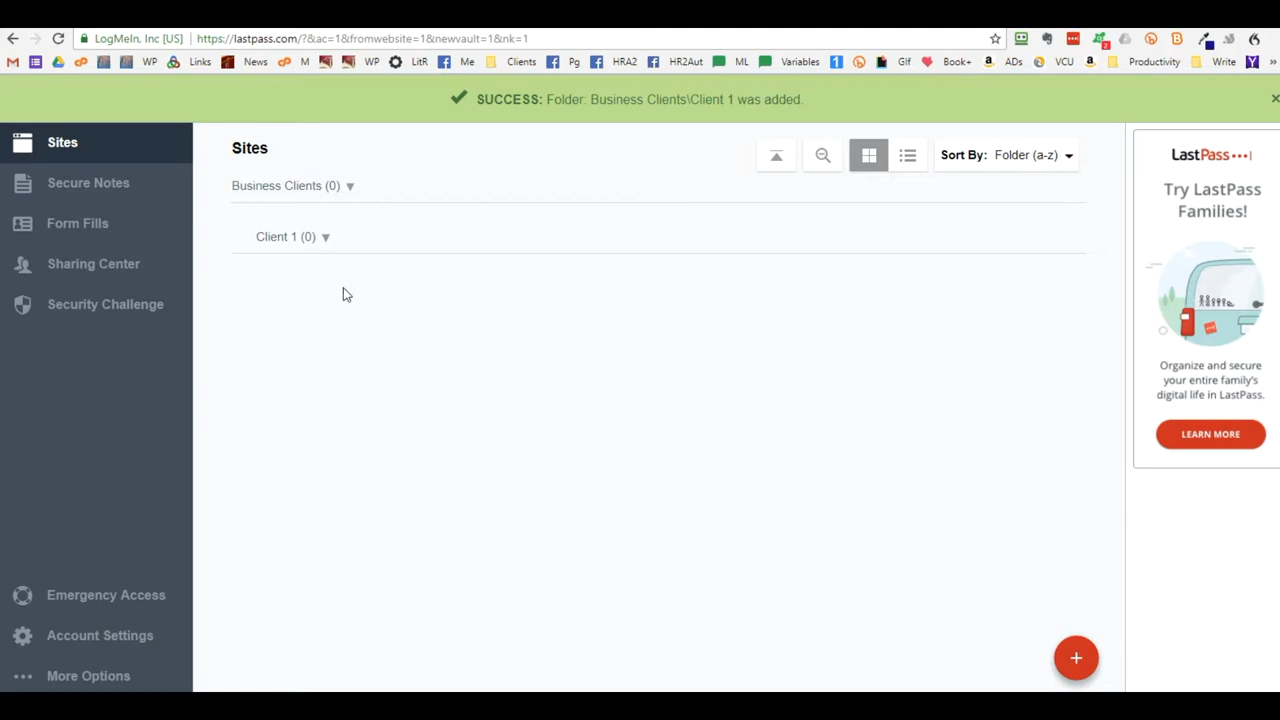 LogMeIn, Inc [US] https://lastpass.com/?&ac=1&fromwebsite=1&newvault=1&nk=1
WP Links News M WP LitR Me Clients Pg HRA2 HR2Aut ML Variables Gif Book+ ADs VCU Productivity Write »
SUCCESS: Folder: Business Clients\Client 1 was added.
Sites
Secure Notes
Form Fills
Sharing Center
Security Challenge
Emergency Access
Account Settings
More Options
Sites
Sort By: Folder (a-z)
Business Clients (0)
Client 1 (0)
+
LastPass
Try LastPass
Families!
Organize and secure
your entire family's
digital life in LastPass.
LEARN MORE